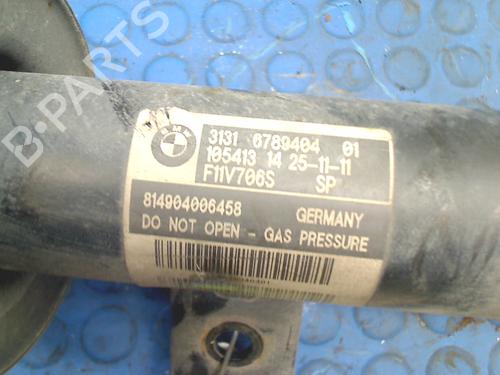 B-PARTS
BMW
3131 6789404 01
105413 14 25-11-11
F11V706S SP
814904006458 GERMANY
DO NOT OPEN - GAS PRESSURE